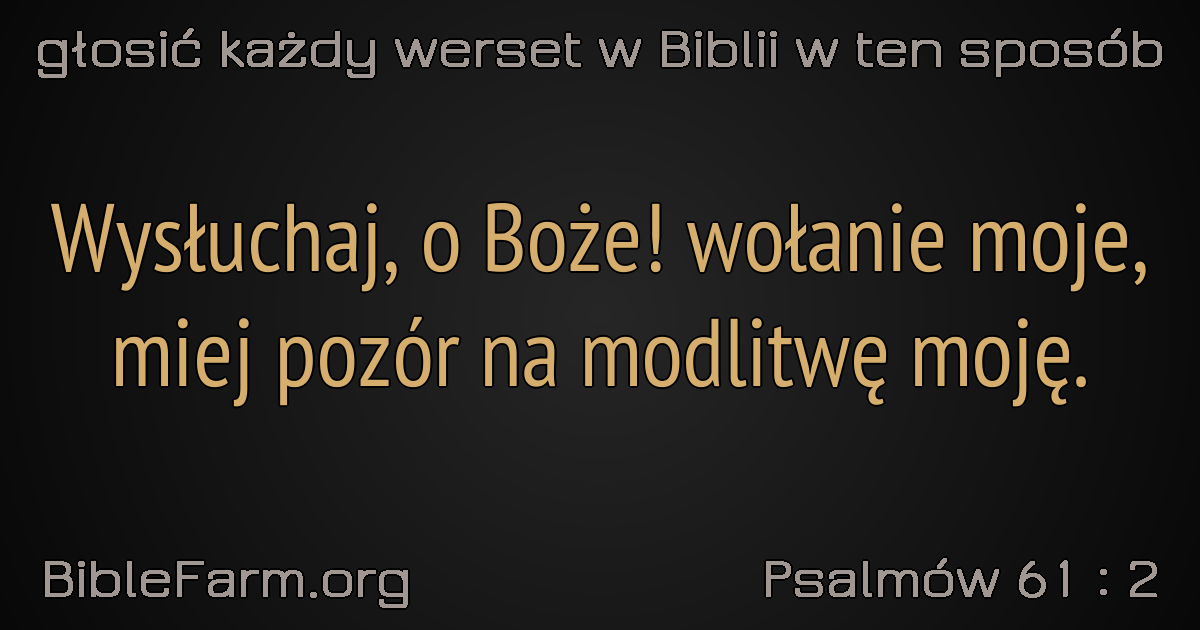 głosić każdy werset w Biblii w ten sposób
Wysłuchaj, o Boże! wołanie moje,
miej pozór na modlitwę moję.
BibleFarm.org
Psalmów 61 : 2